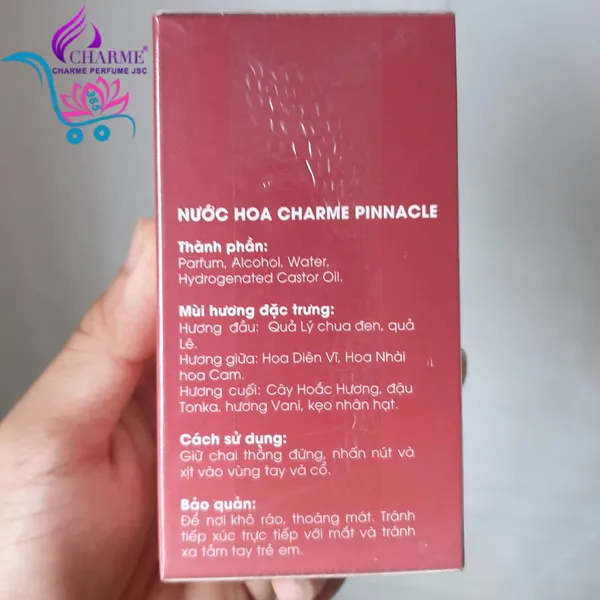 CHARME®
CHARME PERFUME JSC
365
NƯỚC HOA CHARME PINNACLE
Thành phần:
Parfum, Alcohol, Water,
Hydrogenated Castor Oil.
Mùi hương đặc trưng:
Hương đầu: Quả Lý chua đen, quả
Lê.
Hương giữa: Hoa Diên Vĩ, Hoa Nhài
hoa Cam.
Hương cuối: Cây Hoắc Hương, đậu
Tonka, hương Vani, kẹo nhân hạt.
Cách sử dụng:
Giữ chai thẳng đứng, nhấn nút và
xịt vào vùng tay và cổ.
Bảo quản:
Để nơi khô ráo, thoáng mát. Tránh
tiếp xúc trực tiếp với mắt và tránh
xa tầm tay trẻ em.